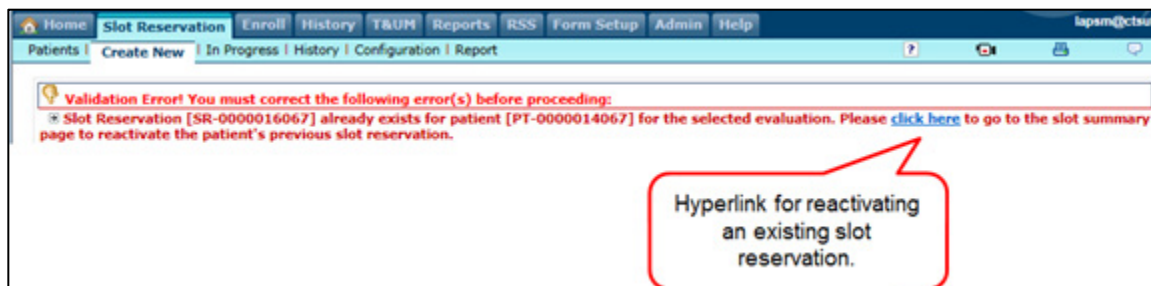 Home Slot Reservation Enroll History T&UM Reports RSS Form Setup Admin Help lapsm@ctsu
Patients | Create New | In Progress | History | Configuration | Report ?
Validation Error! You must correct the following error(s) before proceeding:
Slot Reservation [SR-0000016067] already exists for patient [PT-0000014067] for the selected evaluation. Please click here to go to the slot summary
page to reactivate the patient's previous slot reservation.
Hyperlink for reactivating
an existing slot
reservation.